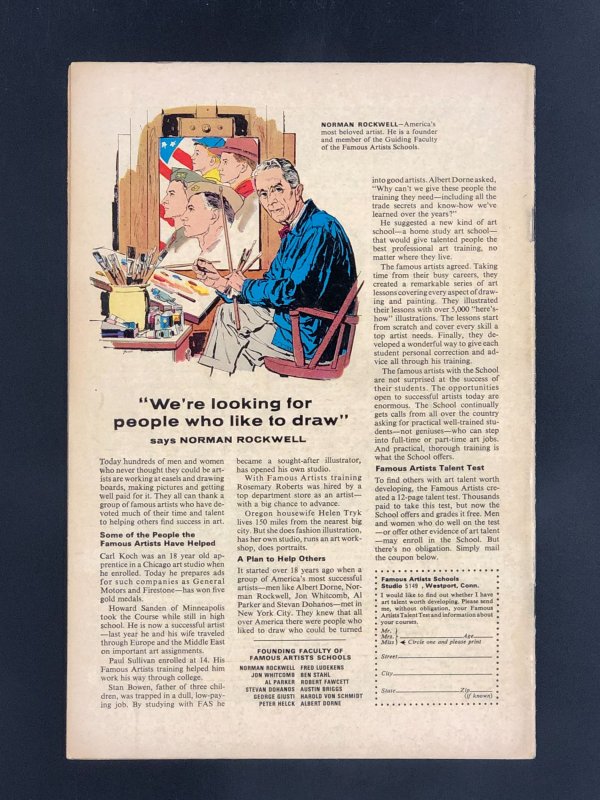 NORMAN ROCKWELL—America's
most beloved artist. He is a founder
and member of the Guiding Faculty
of the Famous Artists Schools.
"We're looking for
people who like to draw"
says NORMAN ROCKWELL
Today hundreds of men and women
who never thought they could be art-
ists are working at easels and drawing
boards, making pictures and getting
well paid for it. They all can thank a
group of famous artists who have de-
voted much of their time and talent
to helping others find success in art.
Some of the People the
Famous Artists Have Helped
Carl Koch was an 18 year old ap-
prentice in a Chicago art studio when
he enrolled. Today he prepares ads
for such companies as General
Motors and Firestone—has won five
gold medals.
Howard Sanden of Minneapolis
took the Course while still in high
school. He is now a successful artist
—last year he and his wife traveled
through Europe and the Middle East
on important art assignments.
Paul Sullivan enrolled at 14. His
Famous Artists training helped him
work his way through college.
Stan Bowen, father of three chil-
dren, was trapped in a dull, low-pay-
ing job. By studying with FAS he
became a sought-after illustrator,
has opened his own studio.
With Famous Artists training
Rosemary Roberts was hired by a
top department store as an artist—
with a big chance to advance.
Oregon housewife Helen Tryk
lives 150 miles from the nearest big
city. But she does fashion illustration,
has her own studio, runs an art work-
shop, does portraits.
A Plan to Help Others
It started over 18 years ago when a
group of America's most successful
artists—men like Albert Dorne, Nor-
man Rockwell, Jon Whitcomb, Al
Parker and Stevan Dohanos—met in
New York City. They knew that all
over America there were people who
liked to draw who could be turned
FOUNDING FACULTY OF
FAMOUS ARTISTS SCHOOLS
NORMAN ROCKWELL FRED LUDEKENS
JON WHITCOMB BEN STAHL
AL PARKER ROBERT FAWCETT
STEVAN DOHANOS AUSTIN BRIGGS
GEORGE GIUSTI HAROLD VON SCHMIDT
PETER HELCK ALBERT DORNE
into good artists. Albert Dorne asked,
"Why can't we give these people the
training they need—including all the
trade secrets and know-how we've
learned over the years?"
He suggested a new kind of art
school—a home study art school—
that would give talented people the
best professional art training, no
matter where they live.
The famous artists agreed. Taking
time from their busy careers, they
created a remarkable series of art
lessons covering every aspect of draw-
ing and painting. They illustrated
their lessons with over 5,000 "here's-
how" illustrations. The lessons start
from scratch and cover every skill a
top artist needs. Finally, they de-
veloped a wonderful way to give each
student personal correction and ad-
vice all through his training.
The famous artists with the School
are not surprised at the success of
their students. The opportunities
open to successful artists today are
enormous. The School continually
gets calls from all over the country
asking for practical well-trained stu-
dents—not geniuses—who can step
into full-time or part-time art jobs.
And practical, thorough training is
what the School offers.
Famous Artists Talent Test
To find others with art talent worth
developing, the Famous Artists cre-
ated a 12-page talent test. Thousands
paid to take this test, but now the
School offers and grades it free. Men
and women who do well on the test
—or offer other evidence of art talent
—may enroll in the School. But
there's no obligation. Simply mail
the coupon below.
Famous Artists Schools
Studio 5149, Westport, Conn.
I would like to find out whether I have
art talent worth developing. Please send
me, without obligation, your Famous
Artists Talent Test and information about
your courses.
Mr.
Mrs. Age
Miss Circle one and please print
Street
City
State Zip
(if known)